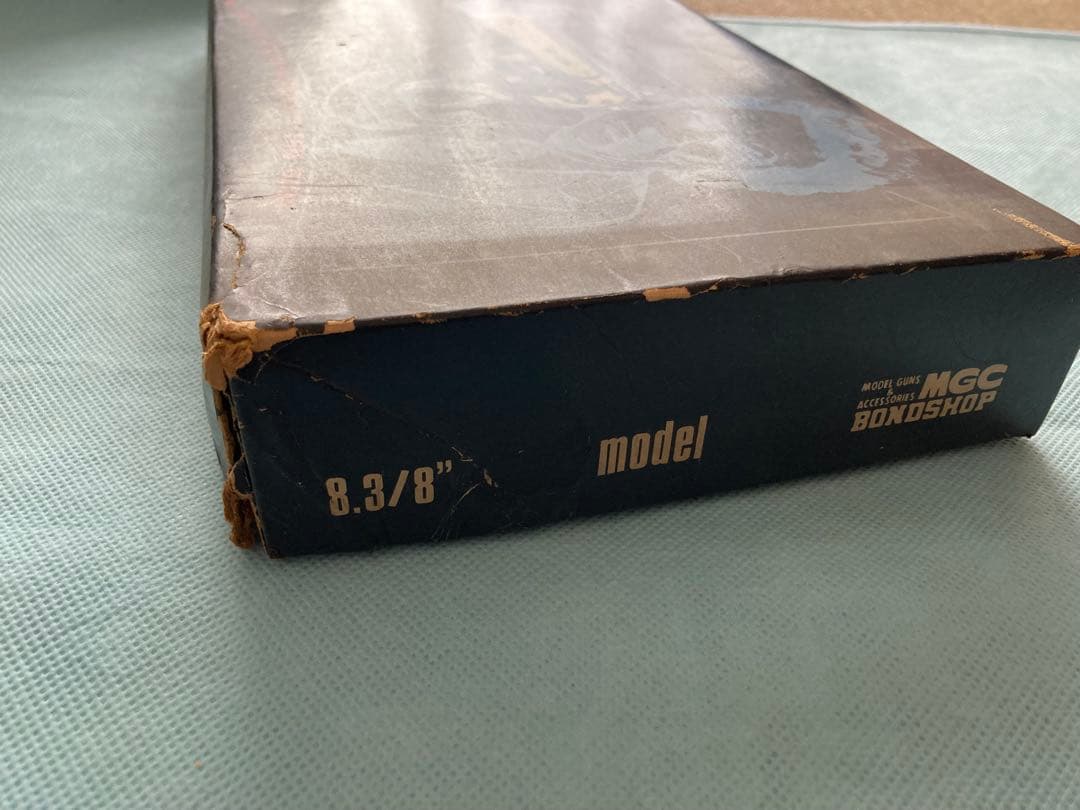 8.3/8”
model
MODEL GUNS
&
ACCESSORIES
MGC
BONDSHOP